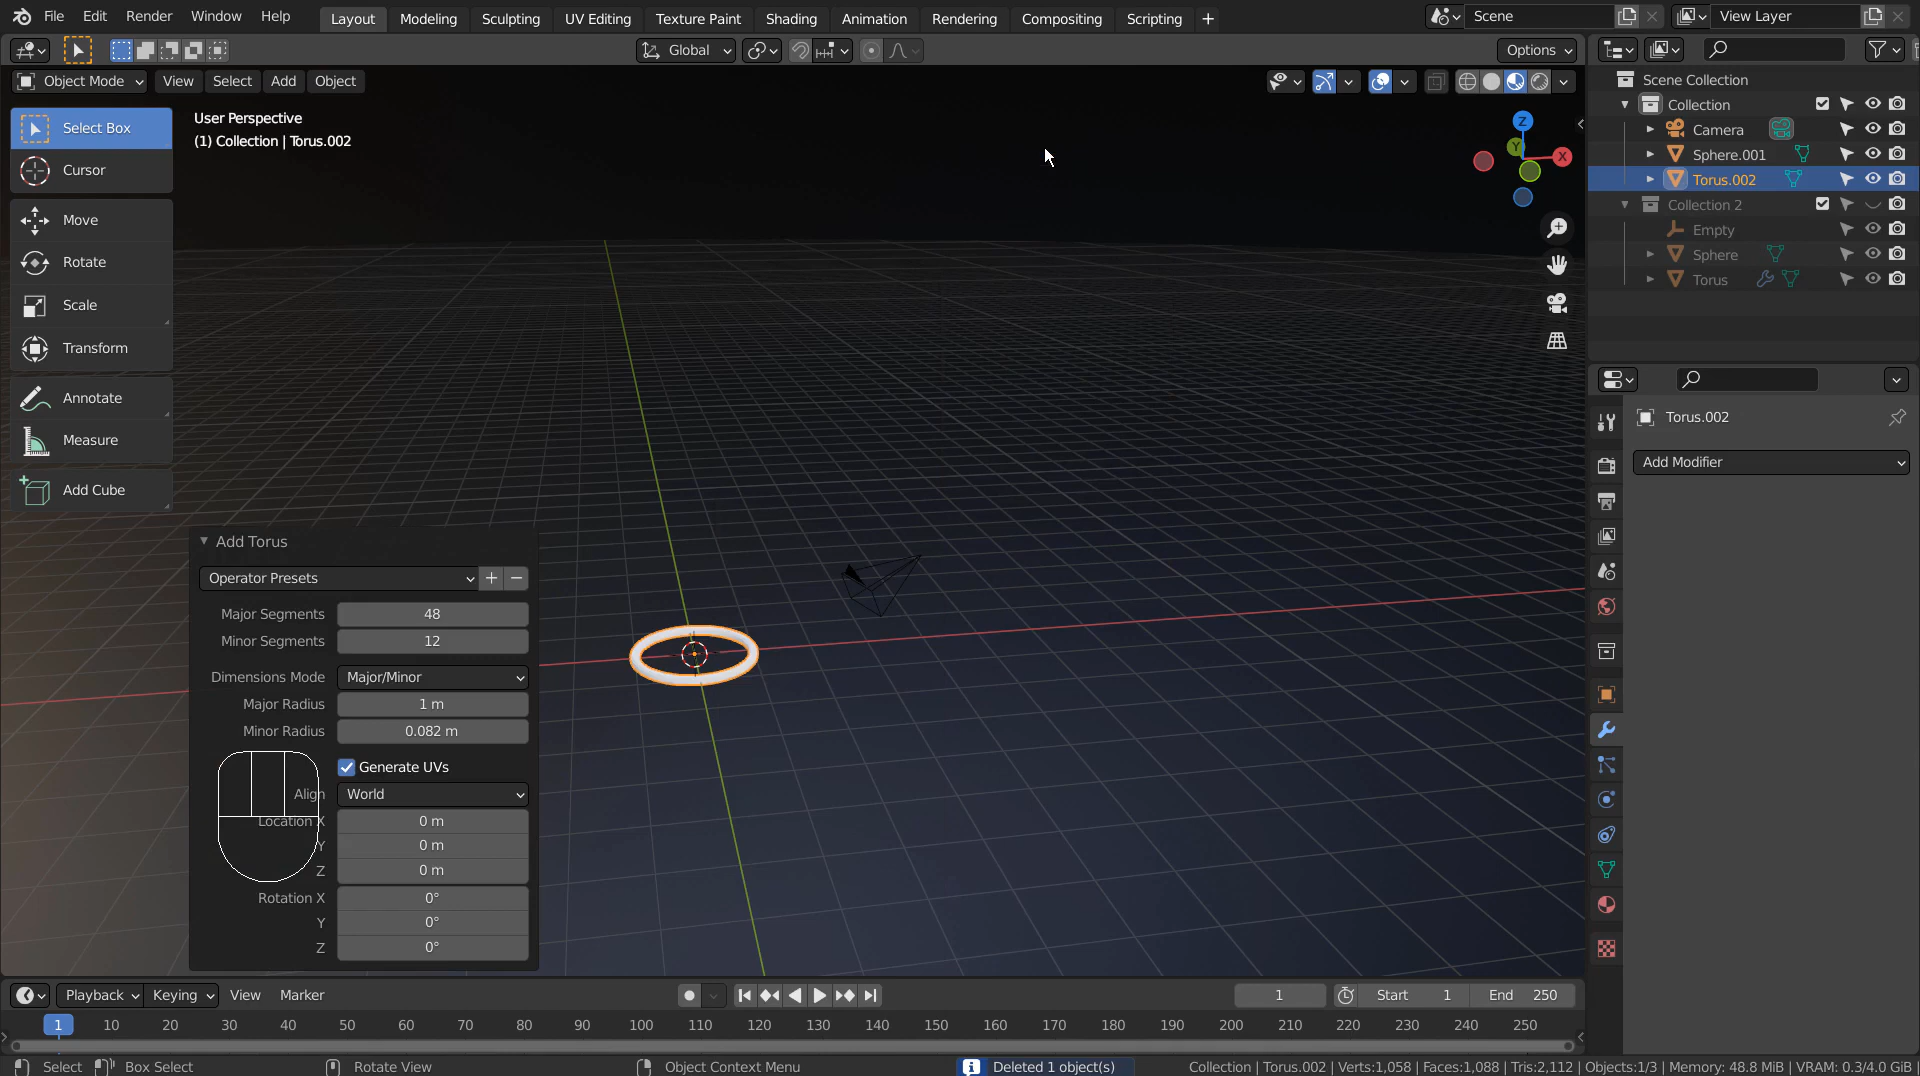 File Edit Render Window Help Layout Modeling Sculpting UV Editing Texture Paint Shading Animation Rendering Compositing Scripting + Scene View Layer
Global Options
Object Mode View Select Add Object
Scene Collection
Collection
Camera
Sphere.001
Torus.002
Collection 2
Empty
Sphere
Torus
Select Box
Cursor
Move
Rotate
Scale
Transform
Annotate
Measure
Add Cube
User Perspective
(1) Collection | Torus.002
Z
Y
X
Torus.002
Add Modifier
Add Torus
Operator Presets
Major Segments 48
Minor Segments 12
Dimensions Mode Major/Minor
Major Radius 1 m
Minor Radius 0.082 m
Generate UVs
Align World
Location X 0 m
Y 0 m
Z 0 m
Rotation X 0°
Y 0°
Z 0°
Playback Keying View Marker 1 Start 1 End 250
1 10 20 30 40 50 60 70 80 90 100 110 120 130 140 150 160 170 180 190 200 210 220 230 240 250
Select Box Select Rotate View Object Context Menu Deleted 1 object(s) Collection | Torus.002 | Verts:1,058 | Faces:1,088 | Tris:2,112 | Objects:1/3 | Memory: 48.8 MiB | VRAM: 0.3/4.0 GiB